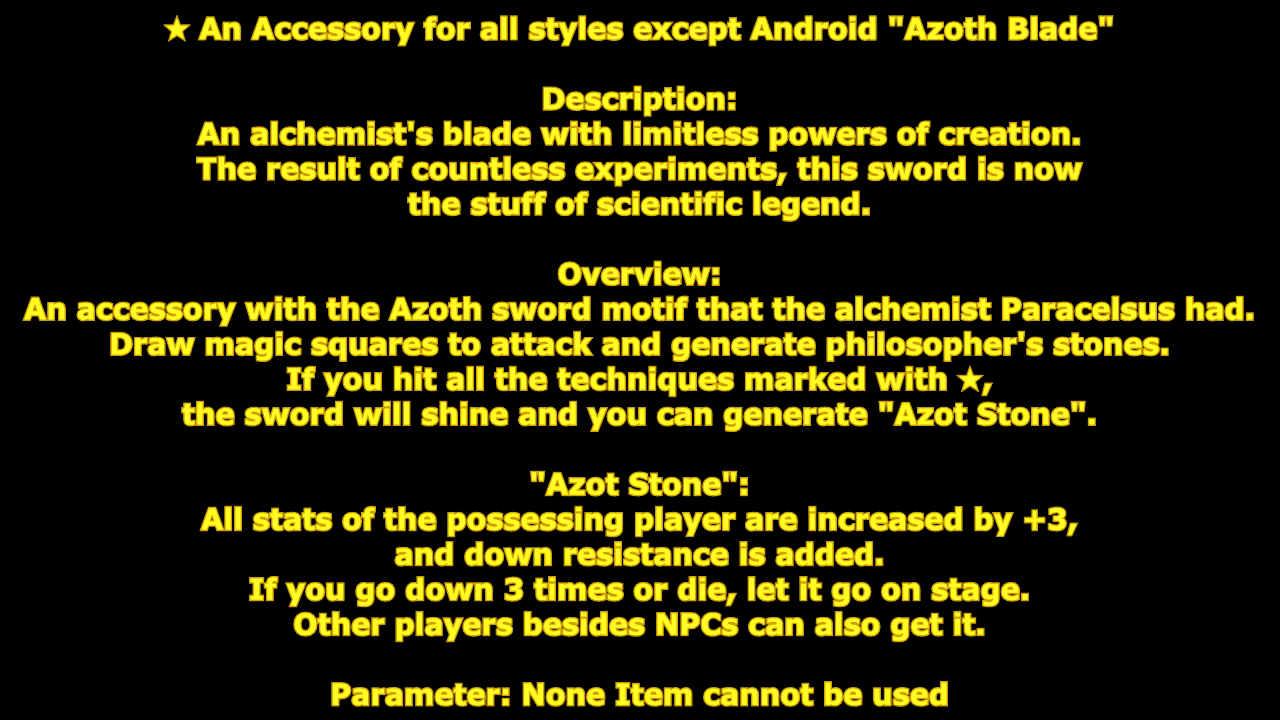 ★ An Accessory for all styles except Android "Azoth Blade"
Description:
An alchemist's blade with limitless powers of creation.
The result of countless experiments, this sword is now
the stuff of scientific legend.
Overview:
An accessory with the Azoth sword motif that the alchemist Paracelsus had.
Draw magic squares to attack and generate philosopher's stones.
If you hit all the techniques marked with ★,
the sword will shine and you can generate "Azot Stone".
"Azot Stone":
All stats of the possessing player are increased by +3,
and down resistance is added.
If you go down 3 times or die, let it go on stage.
Other players besides NPCs can also get it.
Parameter: None Item cannot be used